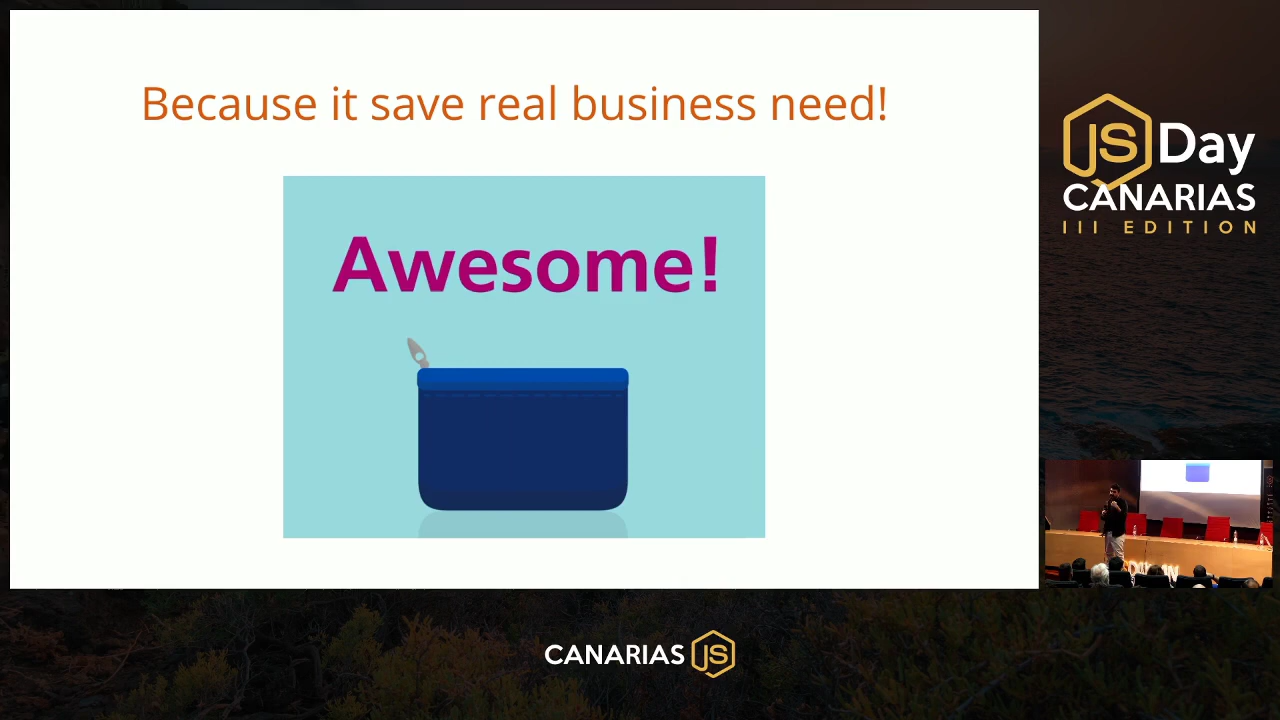 Because it save real business need!
Awesome!
JS Day
CANARIAS
III EDITION
CANARIAS JS